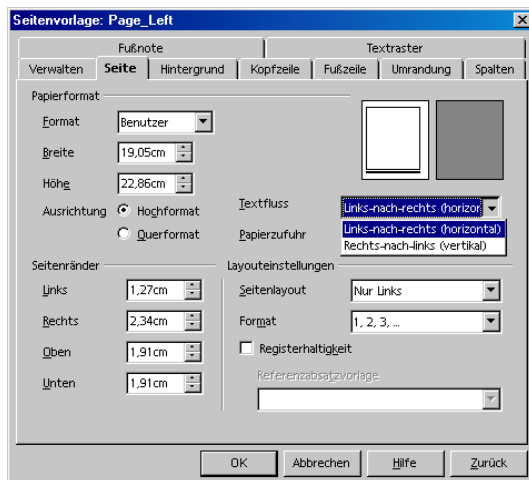 Seitenvorlage: Page_Left
Fußnote
Textraster
Verwalten
Seite
Hintergrund
Kopfzeile
Fußzeile
Umrandung
Spalten
Papierformat
Format
Benutzer
Breite
19,05cm
Höhe
22,86cm
Ausrichtung
Hochformat
Querformat
Textfluss
Links-nach-rechts (horizor
Links-nach-rechts (horizontal)
Rechts-nach-links (vertikal)
Papierzufuhr
Seitenränder
Links
1,27cm
Rechts
2,34cm
Oben
1,91cm
Unten
1,91cm
Layouteinstellungen
Seitenlayout
Nur Links
Format
1, 2, 3, ...
Registerhaltigkeit
Referenzabsatzvorlage
OK
Abbrechen
Hilfe
Zurück